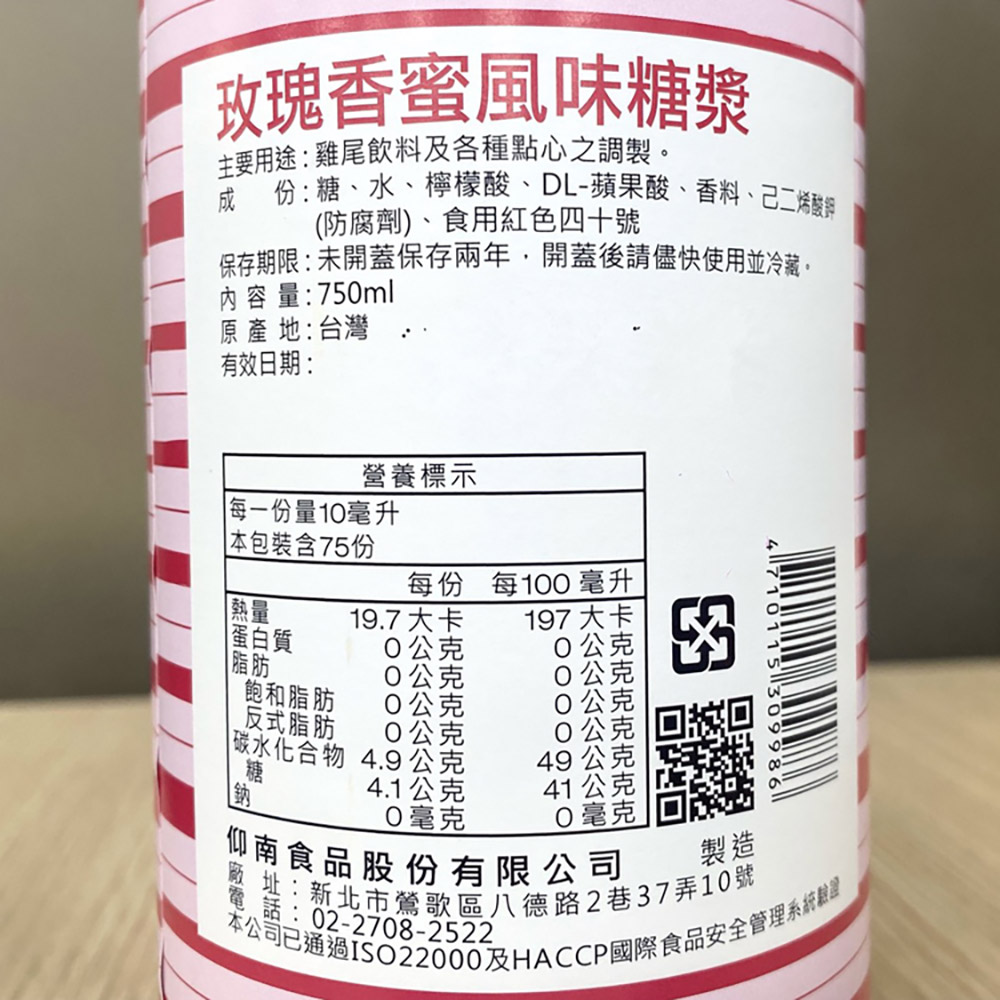 玫瑰香蜜風味糖漿
主要用途:雞尾飲料及各種點心之調製。
成 份:糖、水、檸檬酸、DL-蘋果酸、香料、己二烯酸鉀
(防腐劑)、食用紅色四十號
保存期限:未開蓋保存兩年,開蓋後請儘快使用並冷藏。
內 容 量:750ml
原 產 地:台灣
有效日期:
營養標示
每一份量10毫升
本包裝含75份
每份 每100毫升
熱量 19.7大卡 197大卡
蛋白質 0公克 0公克
脂肪 0公克 0公克
飽和脂肪 0公克 0公克
反式脂肪 0公克 0公克
碳水化合物 4.9公克 49公克
糖 4.1公克 41公克
鈉 0毫克 0毫克
4 710115 309986
仰南食品股份有限公司 製造
廠 址:新北市鶯歌區八德路2巷37弄10號
電 話:02-2708-2522
本公司已通過ISO22000及HACCP國際食品安全管理系統驗證